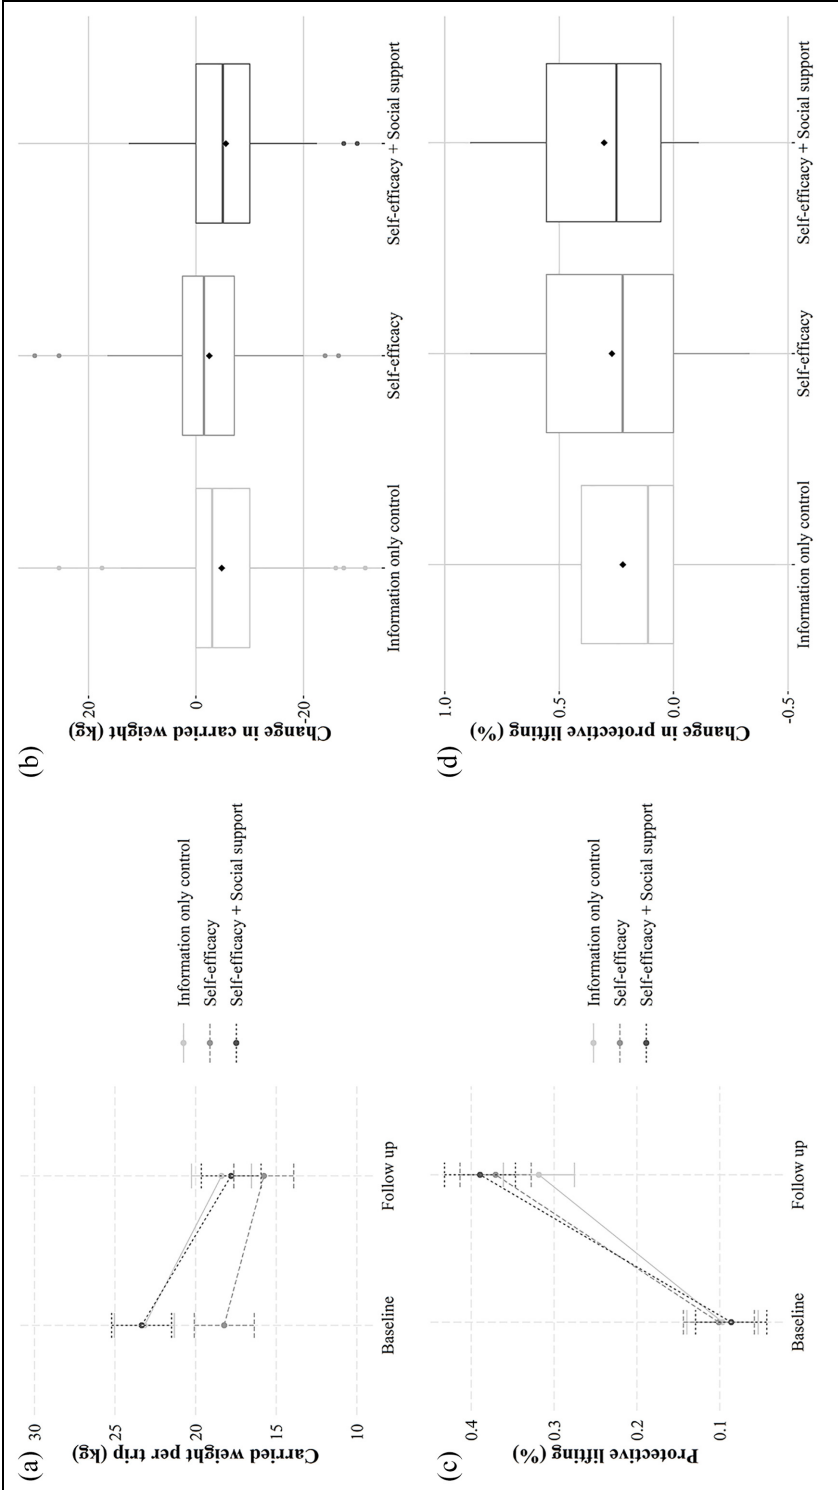 (a)
Carried weight per trip (kg)
30
25
20
15
10
Baseline
Follow up
Information only control
Self-efficacy
Self-efficacy + Social support
(b)
Change in carried weight (kg)
20
0
-20
Information only control
Self-efficacy
Self-efficacy + Social support
(c)
Protective lifting (%)
0.4
0.3
0.2
0.1
Baseline
Follow up
Information only control
Self-efficacy
Self-efficacy + Social support
(d)
Change in protective lifting (%)
1.0
0.5
0.0
-0.5
Information only control
Self-efficacy
Self-efficacy + Social support